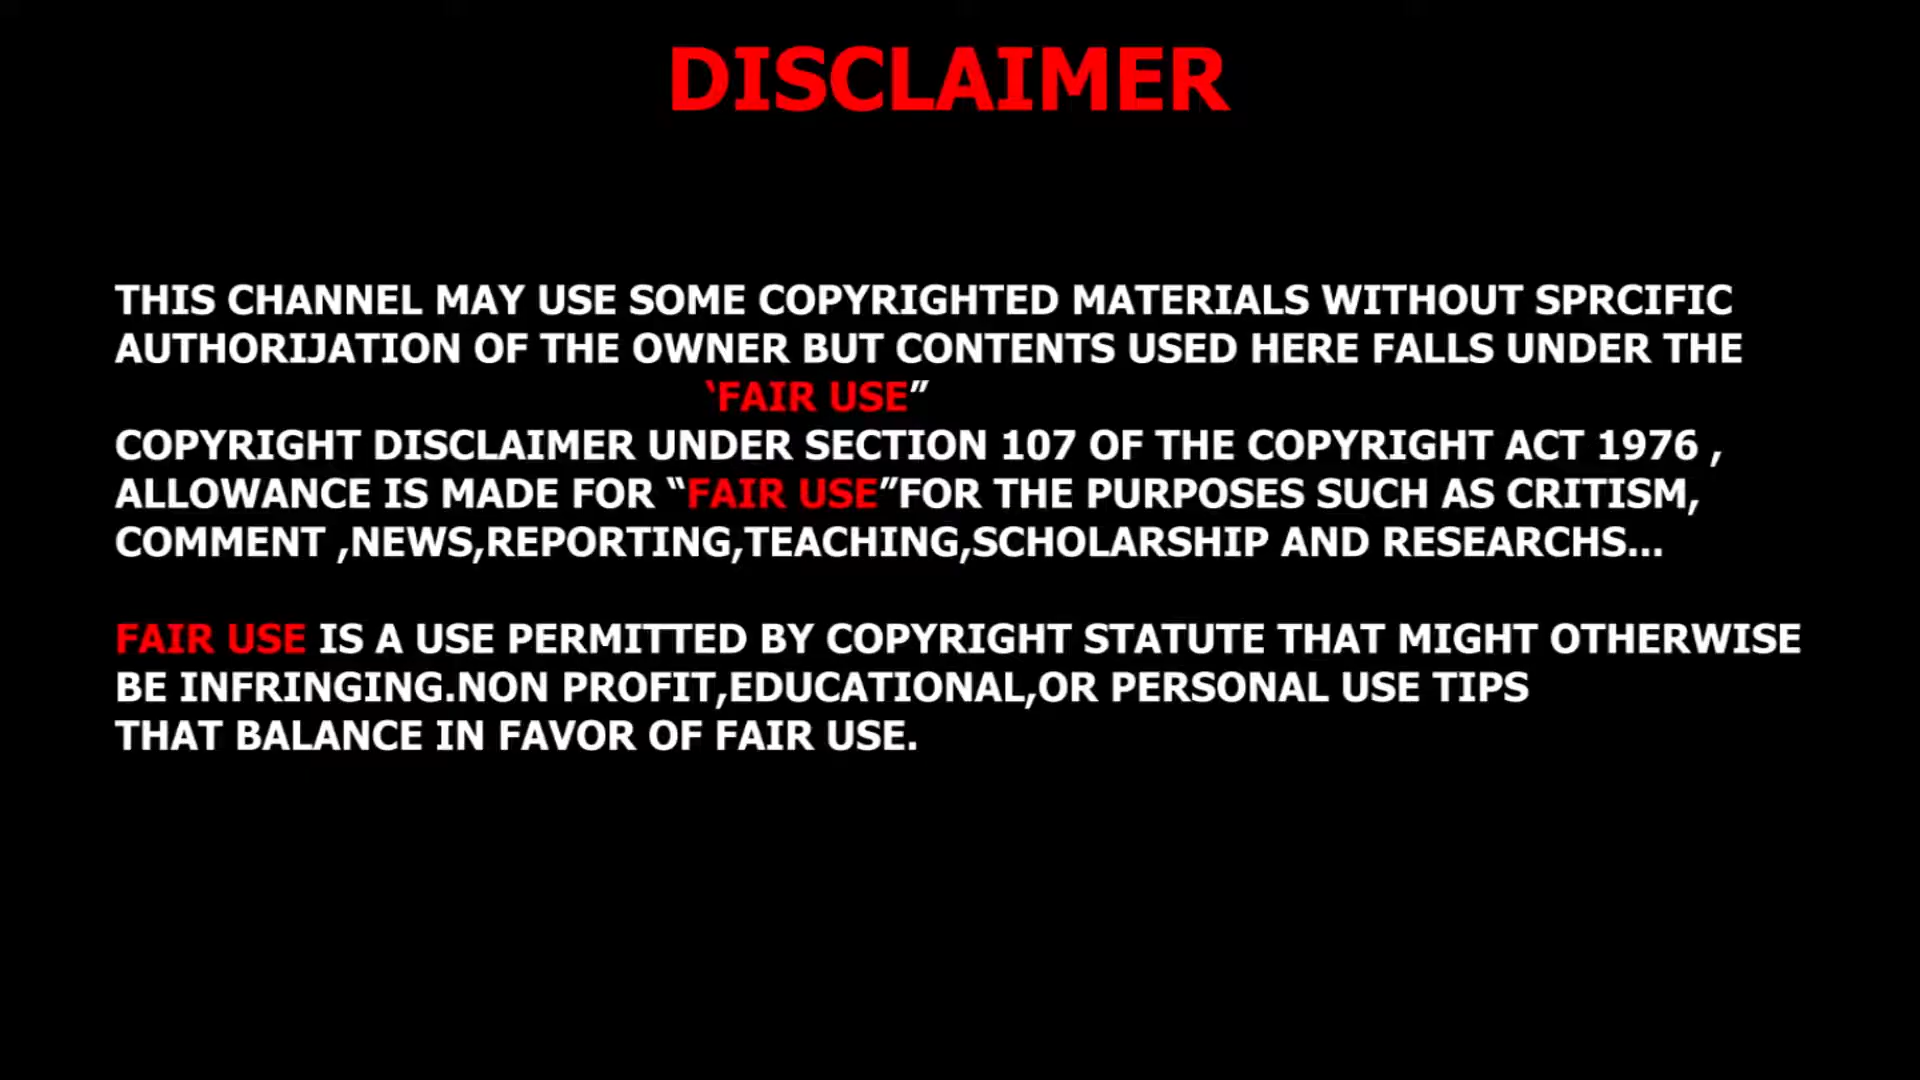 DISCLAIMER
THIS CHANNEL MAY USE SOME COPYRIGHTED MATERIALS WITHOUT SPRCIFIC
AUTHORIJATION OF THE OWNER BUT CONTENTS USED HERE FALLS UNDER THE
‘FAIR USE”
COPYRIGHT DISCLAIMER UNDER SECTION 107 OF THE COPYRIGHT ACT 1976 ,
ALLOWANCE IS MADE FOR “FAIR USE”FOR THE PURPOSES SUCH AS CRITISM,
COMMENT ,NEWS,REPORTING,TEACHING,SCHOLARSHIP AND RESEARCHS...
FAIR USE IS A USE PERMITTED BY COPYRIGHT STATUTE THAT MIGHT OTHERWISE
BE INFRINGING.NON PROFIT,EDUCATIONAL,OR PERSONAL USE TIPS
THAT BALANCE IN FAVOR OF FAIR USE.